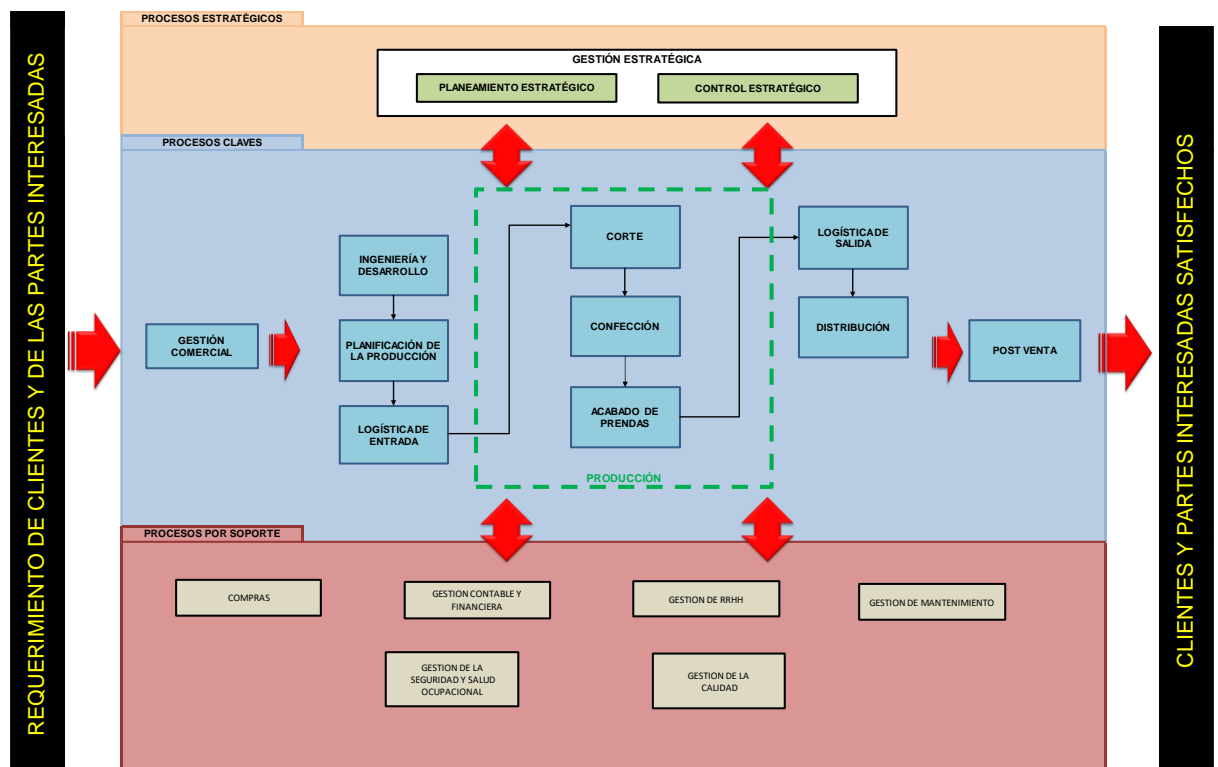 REQUERIMIENTO DE CLIENTES Y DE LAS PARTES INTERESADAS
PROCESOS ESTRATÉGICOS
GESTIÓN ESTRATÉGICA
PLANEAMIENTO ESTRATÉGICO
CONTROL ESTRATÉGICO
PROCESOS CLAVES
GESTIÓN
COMERCIAL
INGENIERÍA Y
DESARROLLO
PLANIFICACIÓN DE
LA PRODUCCIÓN
LOGÍSTICA DE
ENTRADA
CORTE
CONFECCIÓN
ACABADO DE
PRENDAS
PRODUCCIÓN
LOGÍSTICA DE
SALIDA
DISTRIBUCIÓN
POST VENTA
PROCESOS POR SOPORTE
COMPRAS
GESTION CONTABLE Y
FINANCIERA
GESTION DE RRHH
GESTION DE MANTENIMIENTO
GESTION DE LA
SEGURIDAD Y SALUD
OCUPACIONAL
GESTION DE LA
CALIDAD
CLIENTES Y PARTES INTERESADAS SATISFECHOS